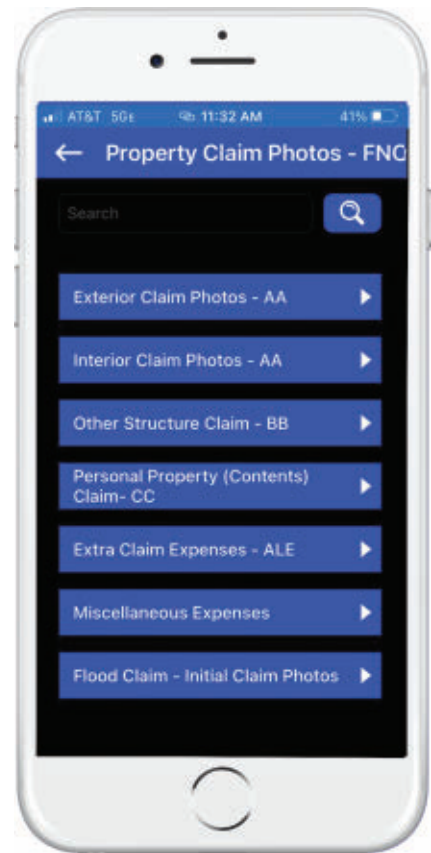 AT&T 5GE 11:32 AM 41%
Property Claim Photos - FNO
Search
Exterior Claim Photos - AA
Interior Claim Photos - AA
Other Structure Claim - BB
Personal Property (Contents)
Claim- CC
Extra Claim Expenses - ALE
Miscellaneous Expenses
Flood Claim - Initial Claim Photos